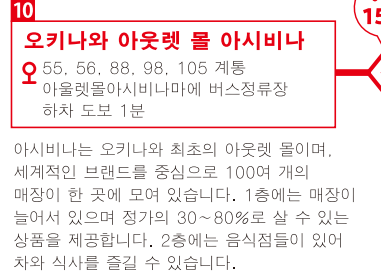 10
15
오키나와 아웃렛 몰 아시비나
55, 56, 88, 98, 105 계통
아울렛몰아시비나마에 버스정류장
하차 도보 1분
아시비나는 오키나와 최초의 아웃렛 몰이며,
세계적인 브랜드를 중심으로 100여 개의
매장이 한 곳에 모여 있습니다. 1층에는 매장이
늘어서 있으며 정가의 30~80%로 살 수 있는
상품을 제공합니다. 2층에는 음식점들이 있어
차와 식사를 즐길 수 있습니다.